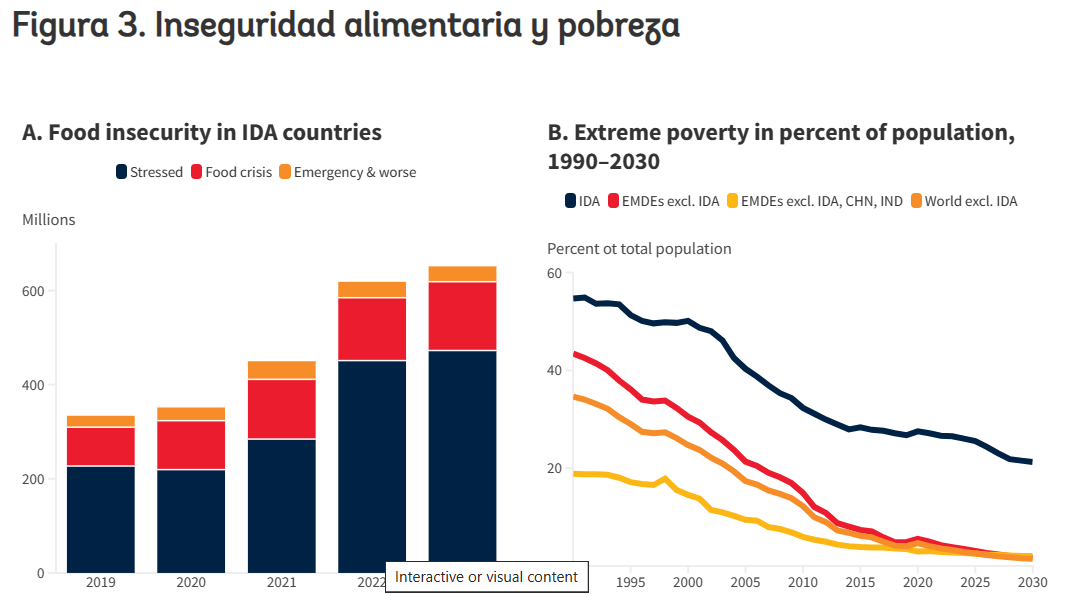 Figura 3. Inseguridad alimentaria y pobreza
A. Food insecurity in IDA countries
Stressed Food crisis Emergency & worse
Millions
600
400
200
0
2019 2020 2021 2022
B. Extreme poverty in percent of population,
1990–2030
IDA EMDEs excl. IDA EMDEs excl. IDA, CHN, IND World excl. IDA
Percent ot total population
60
40
20
1995 2000 2005 2010 2015 2020 2025 2030
Interactive or visual content